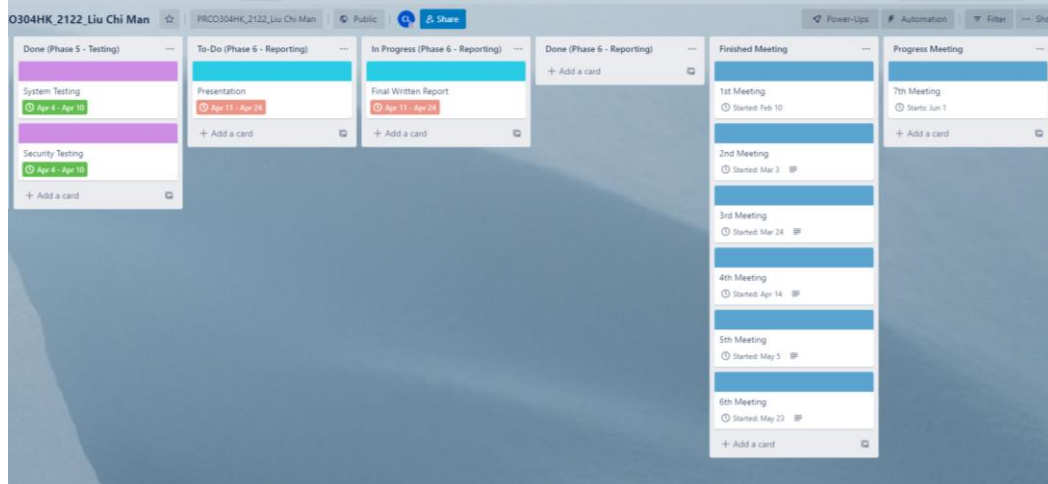 O304HK_2122_Liu Chi Man PRCO304HK_2122_Liu Chi Man Public CL Share Power-Ups Automation Filter Sho
Done (Phase 5 - Testing)
System Testing
Apr 4 - Apr 10
Security Testing
Apr 4 - Apr 10
+ Add a card
To-Do (Phase 6 - Reporting)
Presentation
Apr 11 - Apr 24
+ Add a card
In Progress (Phase 6 - Reporting)
Final Written Report
Apr 11 - Apr 24
+ Add a card
Done (Phase 6 - Reporting)
+ Add a card
Finished Meeting
1st Meeting
Started: Feb 10
2nd Meeting
Started: Mar 3
3rd Meeting
Started: Mar 24
4th Meeting
Started: Apr 14
5th Meeting
Started: May 5
6th Meeting
Started: May 23
+ Add a card
Progress Meeting
7th Meeting
Starts: Jun 1
+ Add a card